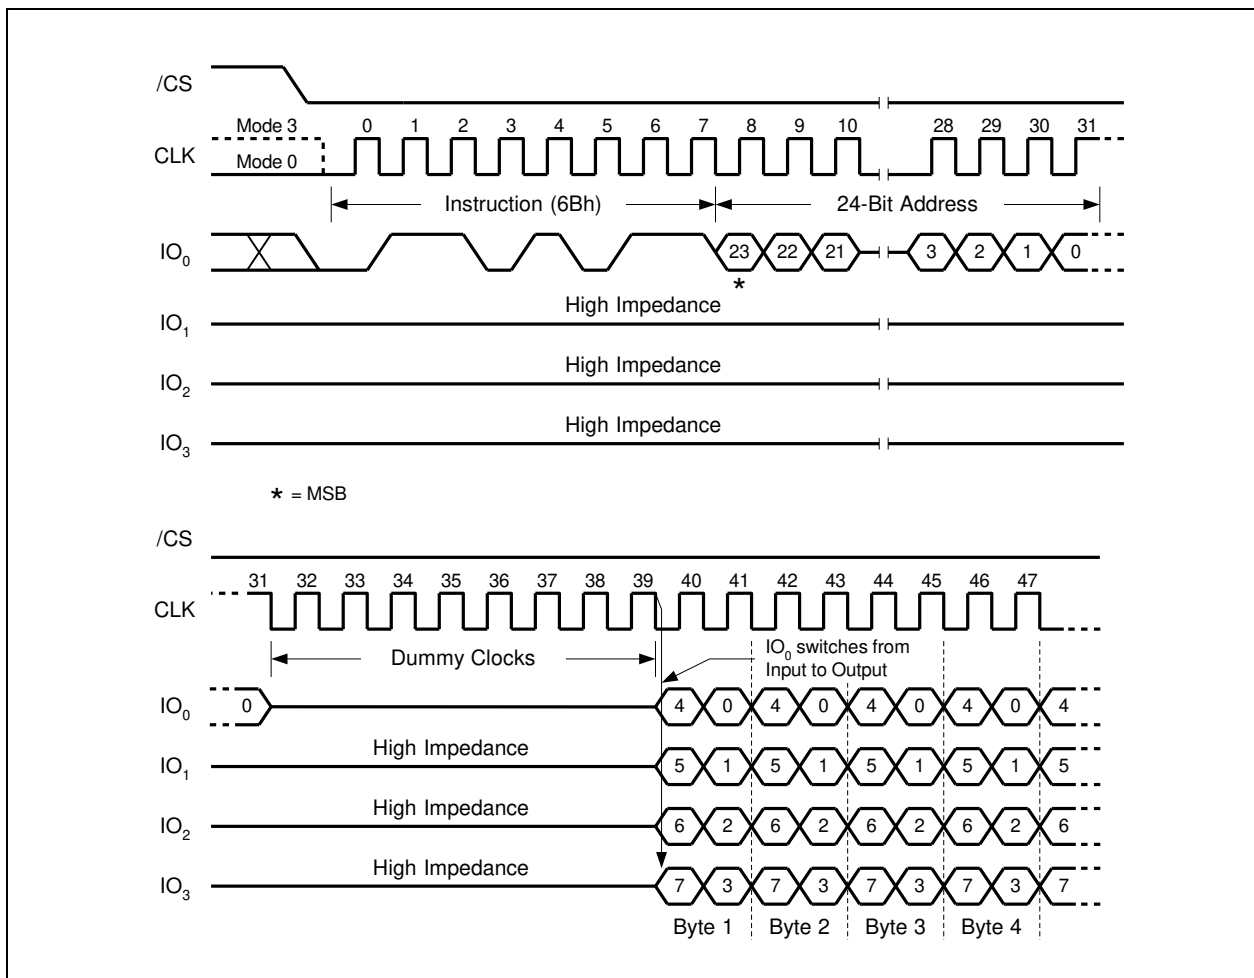 /CS
Mode 3 0 1 2 3 4 5 6 7 8 9 10 28 29 30 31
CLK Mode 0
Instruction (6Bh) 24-Bit Address
IO0 23 22 21 3 2 1 0
*
High Impedance
IO1
High Impedance
IO2
High Impedance
IO3
* = MSB
/CS
31 32 33 34 35 36 37 38 39 40 41 42 43 44 45 46 47
CLK
IO0 switches from
Dummy Clocks Input to Output
IO0 0 4 0 4 0 4 0 4 0 4
High Impedance
IO1 5 1 5 1 5 1 5 1 5
High Impedance
IO2 6 2 6 2 6 2 6 2 6
High Impedance
IO3 7 3 7 3 7 3 7 3 7
Byte 1 Byte 2 Byte 3 Byte 4